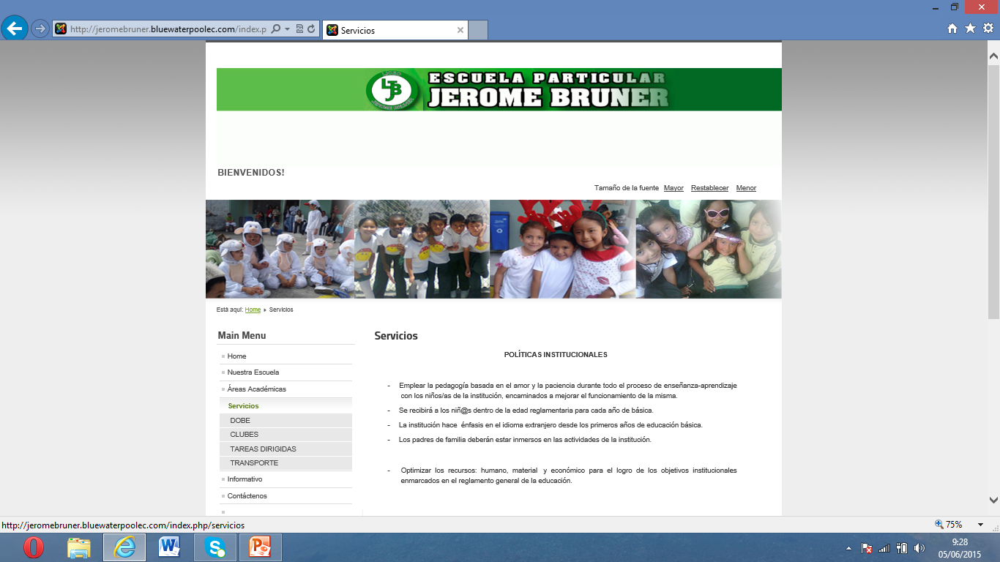 http://jeromebruner.bluewaterpoolec.com/index.p
Servicios
ESCUELA PARTICULAR
LJB
JEROME BRUNER
BIENVENIDOS!
Tamaño de la fuente Mayor Restablecer Menor
Está aquí: Home Servicios
Main Menu
Home
Nuestra Escuela
Áreas Académicas
Servicios
DOBE
CLUBES
TAREAS DIRIGIDAS
TRANSPORTE
Informativo
Contáctenos
Servicios
POLÍTICAS INSTITUCIONALES
- Emplear la pedagogía basada en el amor y la paciencia durante todo el proceso de enseñanza-aprendizaje
con los niños/as de la institución, encaminados a mejorar el funcionamiento de la misma.
- Se recibirá a los niñ@s dentro de la edad reglamentaria para cada año de básica.
- La institución hace énfasis en el idioma extranjero desde los primeros años de educación básica.
- Los padres de familia deberán estar inmersos en las actividades de la institución.
- Optimizar los recursos: humano, material y económico para el logro de los objetivos institucionales
enmarcados en el reglamento general de la educación.
http://jeromebruner.bluewaterpoolec.com/index.php/servicios
75%
9:28
05/06/2015